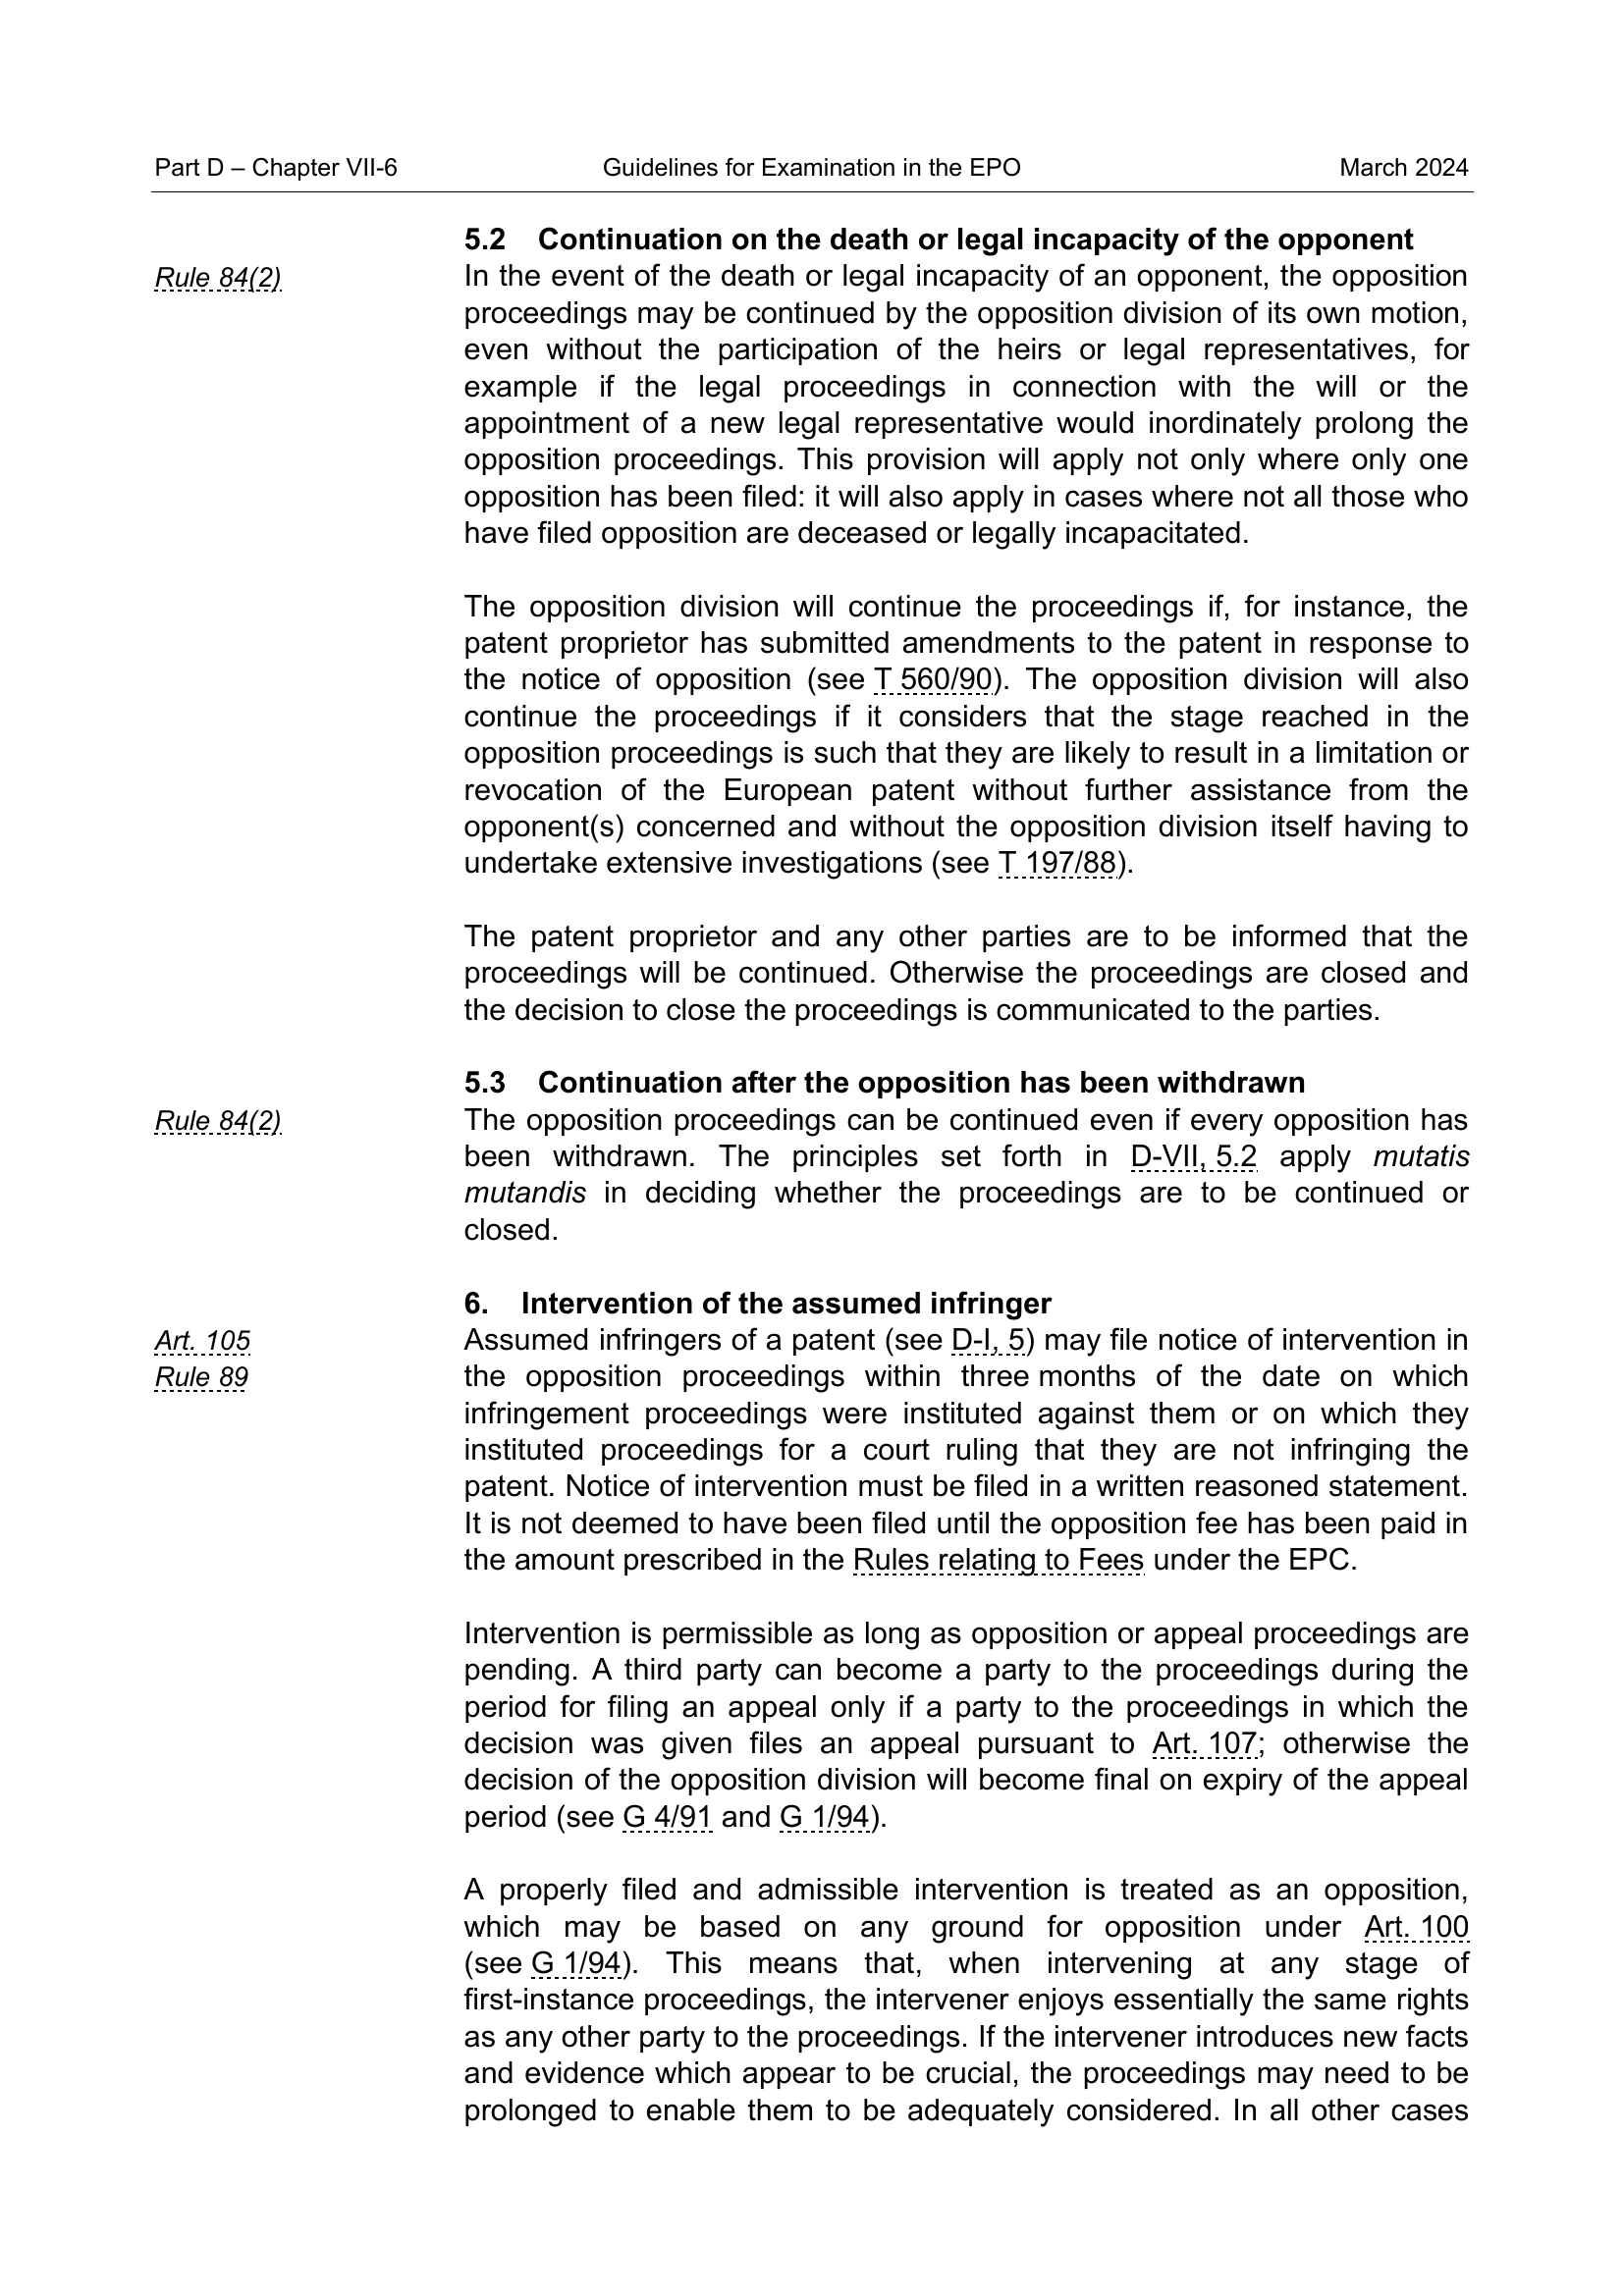 Part D – Chapter VII-6 Guidelines for Examination in the EPO March 2024
5.2 Continuation on the death or legal incapacity of the opponent
Rule 84(2) In the event of the death or legal incapacity of an opponent, the opposition
proceedings may be continued by the opposition division of its own motion,
even without the participation of the heirs or legal representatives, for
example if the legal proceedings in connection with the will or the
appointment of a new legal representative would inordinately prolong the
opposition proceedings. This provision will apply not only where only one
opposition has been filed: it will also apply in cases where not all those who
have filed opposition are deceased or legally incapacitated.
The opposition division will continue the proceedings if, for instance, the
patent proprietor has submitted amendments to the patent in response to
the notice of opposition (see T 560/90). The opposition division will also
continue the proceedings if it considers that the stage reached in the
opposition proceedings is such that they are likely to result in a limitation or
revocation of the European patent without further assistance from the
opponent(s) concerned and without the opposition division itself having to
undertake extensive investigations (see T 197/88).
The patent proprietor and any other parties are to be informed that the
proceedings will be continued. Otherwise the proceedings are closed and
the decision to close the proceedings is communicated to the parties.
5.3 Continuation after the opposition has been withdrawn
Rule 84(2) The opposition proceedings can be continued even if every opposition has
been withdrawn. The principles set forth in D-VII, 5.2 apply mutatis
mutandis in deciding whether the proceedings are to be continued or
closed.
6. Intervention of the assumed infringer
Art. 105 Assumed infringers of a patent (see D-I, 5) may file notice of intervention in
Rule 89 the opposition proceedings within three months of the date on which
infringement proceedings were instituted against them or on which they
instituted proceedings for a court ruling that they are not infringing the
patent. Notice of intervention must be filed in a written reasoned statement.
It is not deemed to have been filed until the opposition fee has been paid in
the amount prescribed in the Rules relating to Fees under the EPC.
Intervention is permissible as long as opposition or appeal proceedings are
pending. A third party can become a party to the proceedings during the
period for filing an appeal only if a party to the proceedings in which the
decision was given files an appeal pursuant to Art. 107; otherwise the
decision of the opposition division will become final on expiry of the appeal
period (see G 4/91 and G 1/94).
A properly filed and admissible intervention is treated as an opposition,
which may be based on any ground for opposition under Art. 100
(see G 1/94). This means that, when intervening at any stage of
first-instance proceedings, the intervener enjoys essentially the same rights
as any other party to the proceedings. If the intervener introduces new facts
and evidence which appear to be crucial, the proceedings may need to be
prolonged to enable them to be adequately considered. In all other cases